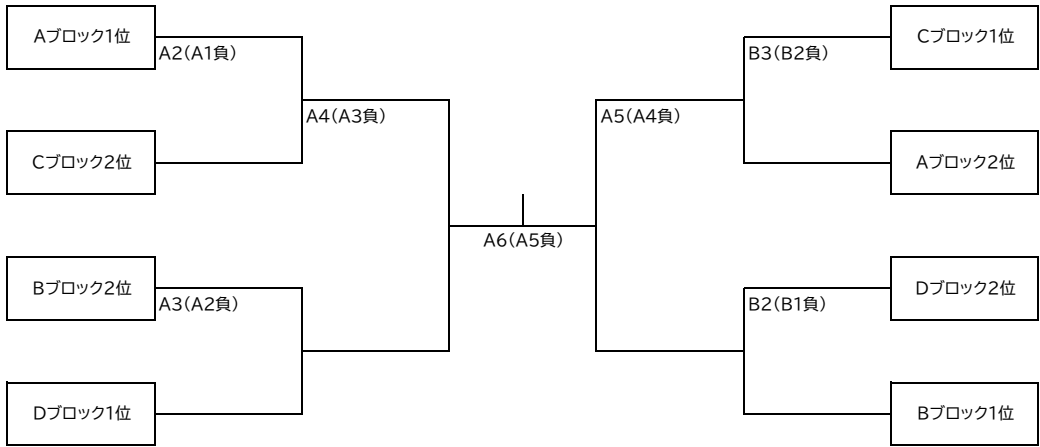 Aブロック1位
Cブロック1位
A2(A1負)
B3(B2負)
A4(A3負)
A5(A4負)
Cブロック2位
Aブロック2位
A6(A5負)
Bブロック2位
Dブロック2位
A3(A2負)
B2(B1負)
Dブロック1位
Bブロック1位